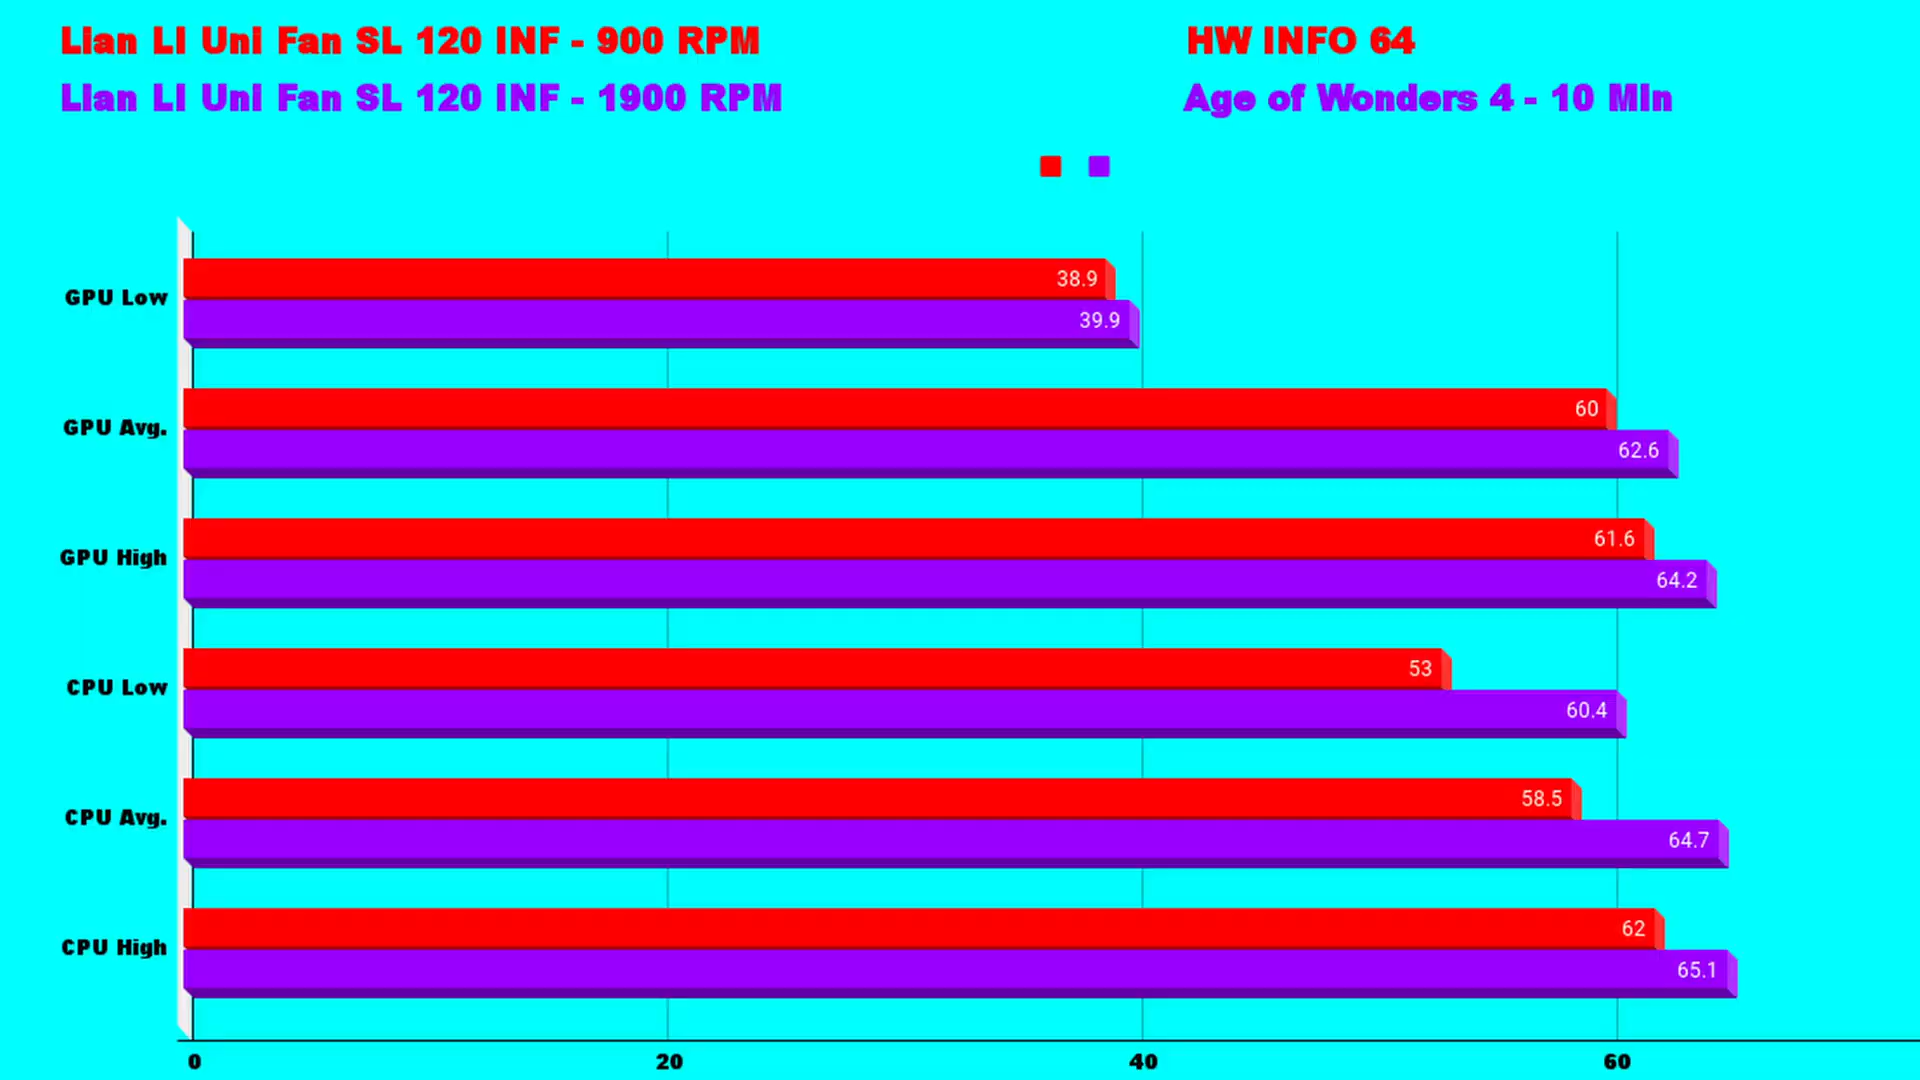 Lian Li Uni Fan SL 120 INF - 900 RPM
Lian Li Uni Fan SL 120 INF - 1900 RPM
HW INFO 64
Age of Wonders 4 - 10 Min
GPU Low
38.9
39.9
GPU Avg.
60
62.6
GPU High
61.6
64.2
CPU Low
53
60.4
CPU Avg.
58.5
64.7
CPU High
62
65.1
0 20 40 60